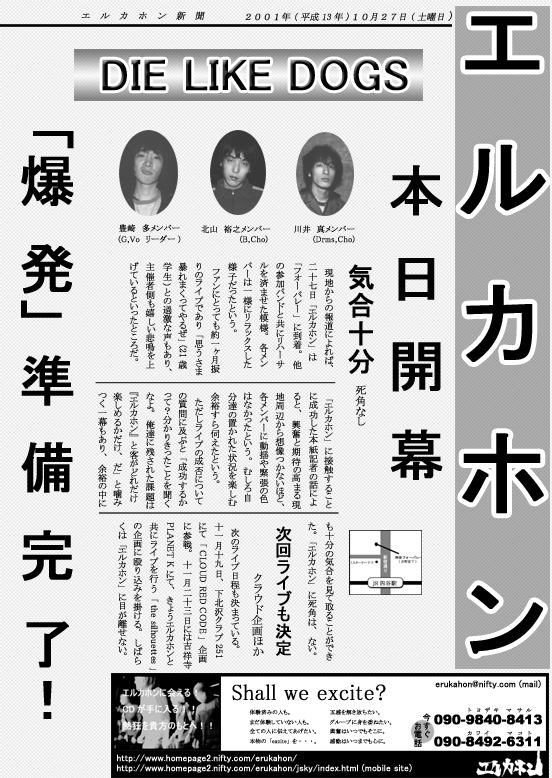 エルカホン新聞
2001年(平成13年)10月27日(土曜日)
エルカホン
DIE LIKE DOGS
本日開幕
「爆発」準備完了!
豊崎 多メンバー
(G,Vo リーダー)
北山 裕之メンバー
(B,Cho)
川井 真メンバー
(Drms,Cho)
気合十分
死角なし
現地からの報道によれば、
二十七日「エルカホン」は
「フォーバレー」に到着。他
の参加バンドと共にリハーサ
ルを済ませた模様。各メン
バーは一様にリラックスした
様子だったという。
ファンにとっても約一ヶ月振
りのライブであり「思うさま
暴れまくってやるぜ」(21歳
学生)との過激な声もあり、
主催者側も嬉しい悲鳴を上
げているといったところだ。
「エルカホン」に接触すること
に成功した本紙記者の話によ
ると、興奮と期待の高まる現
地周辺から想像つかないほど、
各メンバーに動揺や緊張の色
はなかったという。むしろ自
分達の置かれた状況を楽しむ
余裕すら伺えたという。
ただしライブの成否について
の質問に及ぶと「成功するか
って?分かりきったことを聞く
なよ。俺達に残された課題は
『エルカホン』と客がどれだけ
楽しめるかだけ、だ」と噛み
つく一幕もあり、余裕の中に
も十分の気合を見て取ることができ
た。「エルカホン」に死角は、ない。
次回ライブも決定
クラウド企画ほか
次のライブ日程も決まっている。
十一月十九日、下北沢クラブ251
にて「CLOUD RED CODE」企画
に参戦。十一月二十三日には吉祥寺
PLANET Kにて、きょうエルカホンと
共にライブを行う「the silhouettes」
の企画に殴り込みを掛ける。しばら
くは「エルカホン」に目が離せない。
JR四谷駅
エルカホンに会える!
CDが手に入る!!
熱狂を貴方のもとへ!!
Shall we excite?
体験済みの人も。
まだ体験していない人も。
全ての人に伝えてあげたい。
本物の「excite」を・・・。
五感を解き放ちたい。
グルーブに身を委ねたい。
興奮はいつでもそこに。
感動はいつまでも心に。
erukahon@nifty.com (mail)
今すぐ
お電話
トヨザキ マサル
090-9840-8413
カワイ マコト
090-8492-6311
http://www.homepage2.nifty.com/erukahon/
http://www.homepage2.nifty.com/erukahon/jsky/index.html (mobile site)
エルカホン